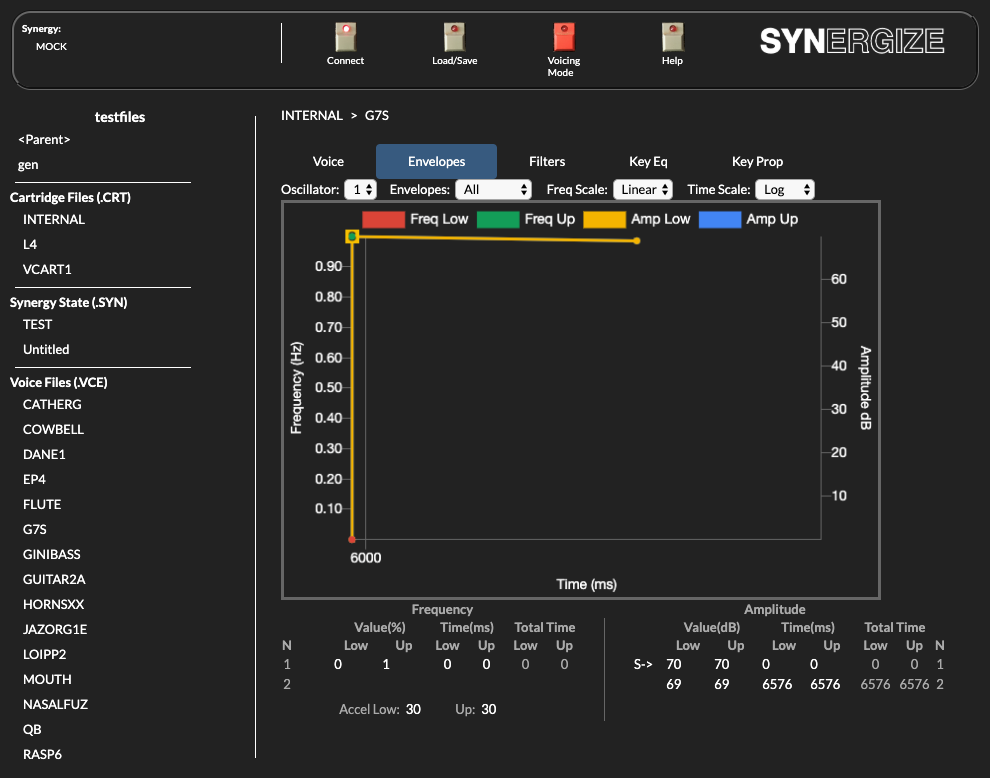 Synergy:
MOCK
Connect
Load/Save
Voicing
Mode
Help
SYNERGIZE
testfiles
<Parent>
gen
Cartridge Files (.CRT)
INTERNAL
L4
VCART1
Synergy State (.SYN)
TEST
Untitled
Voice Files (.VCE)
CATHERG
COWBELL
DANE1
EP4
FLUTE
G7S
GINIBASS
GUITAR2A
HORNSXX
JAZORG1E
LOIPP2
MOUTH
NASALFUZ
QB
RASP6
INTERNAL > G7S
Voice Envelopes Filters Key Eq Key Prop
Oscillator: 1 Envelopes: All Freq Scale: Linear Time Scale: Log
Freq Low Freq Up Amp Low Amp Up
Frequency (Hz)
0.90
0.80
0.70
0.60
0.50
0.40
0.30
0.20
0.10
60
50
40
30
20
10
Amplitude dB
6000
Time (ms)
Frequency Amplitude
Value(%) Time(ms) Total Time Value(dB) Time(ms) Total Time
N Low Up Low Up Low Up Low Up Low Up Low Up N
1 0 1 0 0 0 0 S-> 70 70 0 0 0 0 1
2 69 69 6576 6576 6576 6576 2
Accel Low: 30 Up: 30